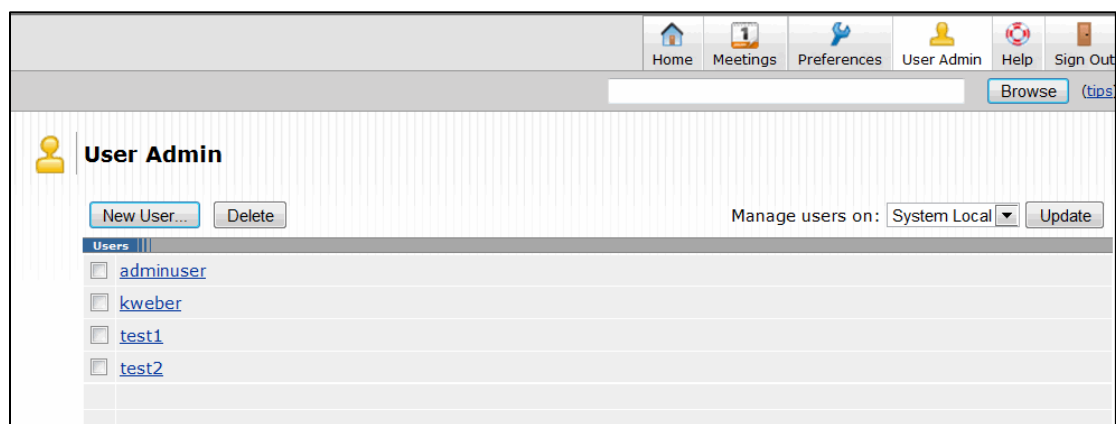 1
Home Meetings Preferences User Admin Help Sign Out
Browse (tips)
User Admin
New User... Delete Manage users on: System Local Update
Users
adminuser
kweber
test1
test2